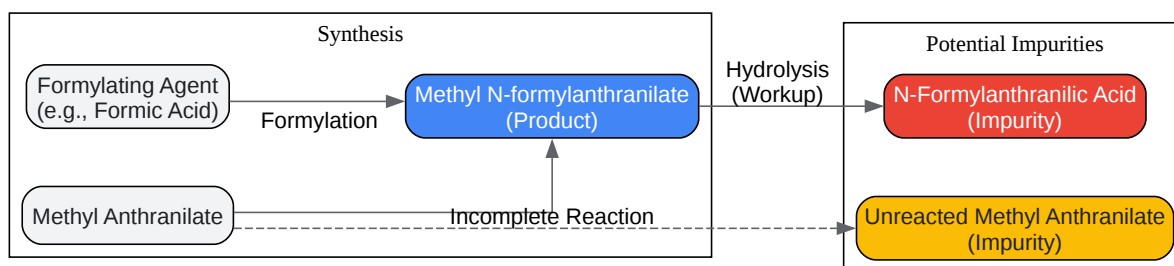 Synthesis
Formylating Agent
(e.g., Formic Acid)
Formylation
Methyl N-formylanthranilate
(Product)
Methyl Anthranilate
Incomplete Reaction
Hydrolysis
(Workup)
Potential Impurities
N-Formylanthranilic Acid
(Impurity)
Unreacted Methyl Anthranilate
(Impurity)